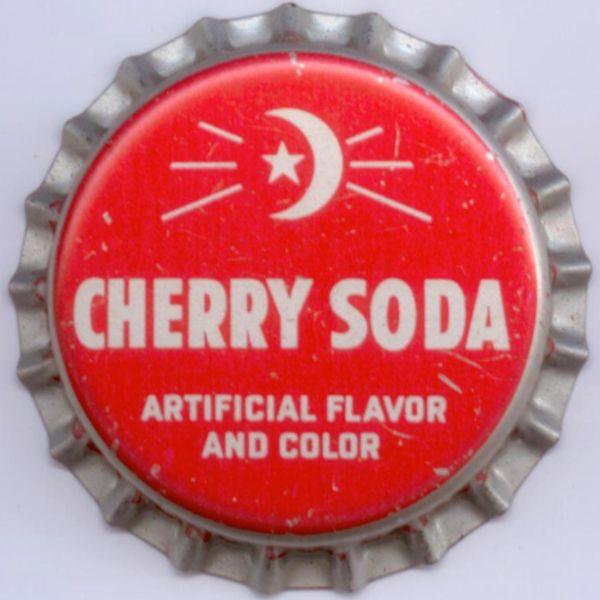 CHERRY SODA
ARTIFICIAL FLAVOR
AND COLOR